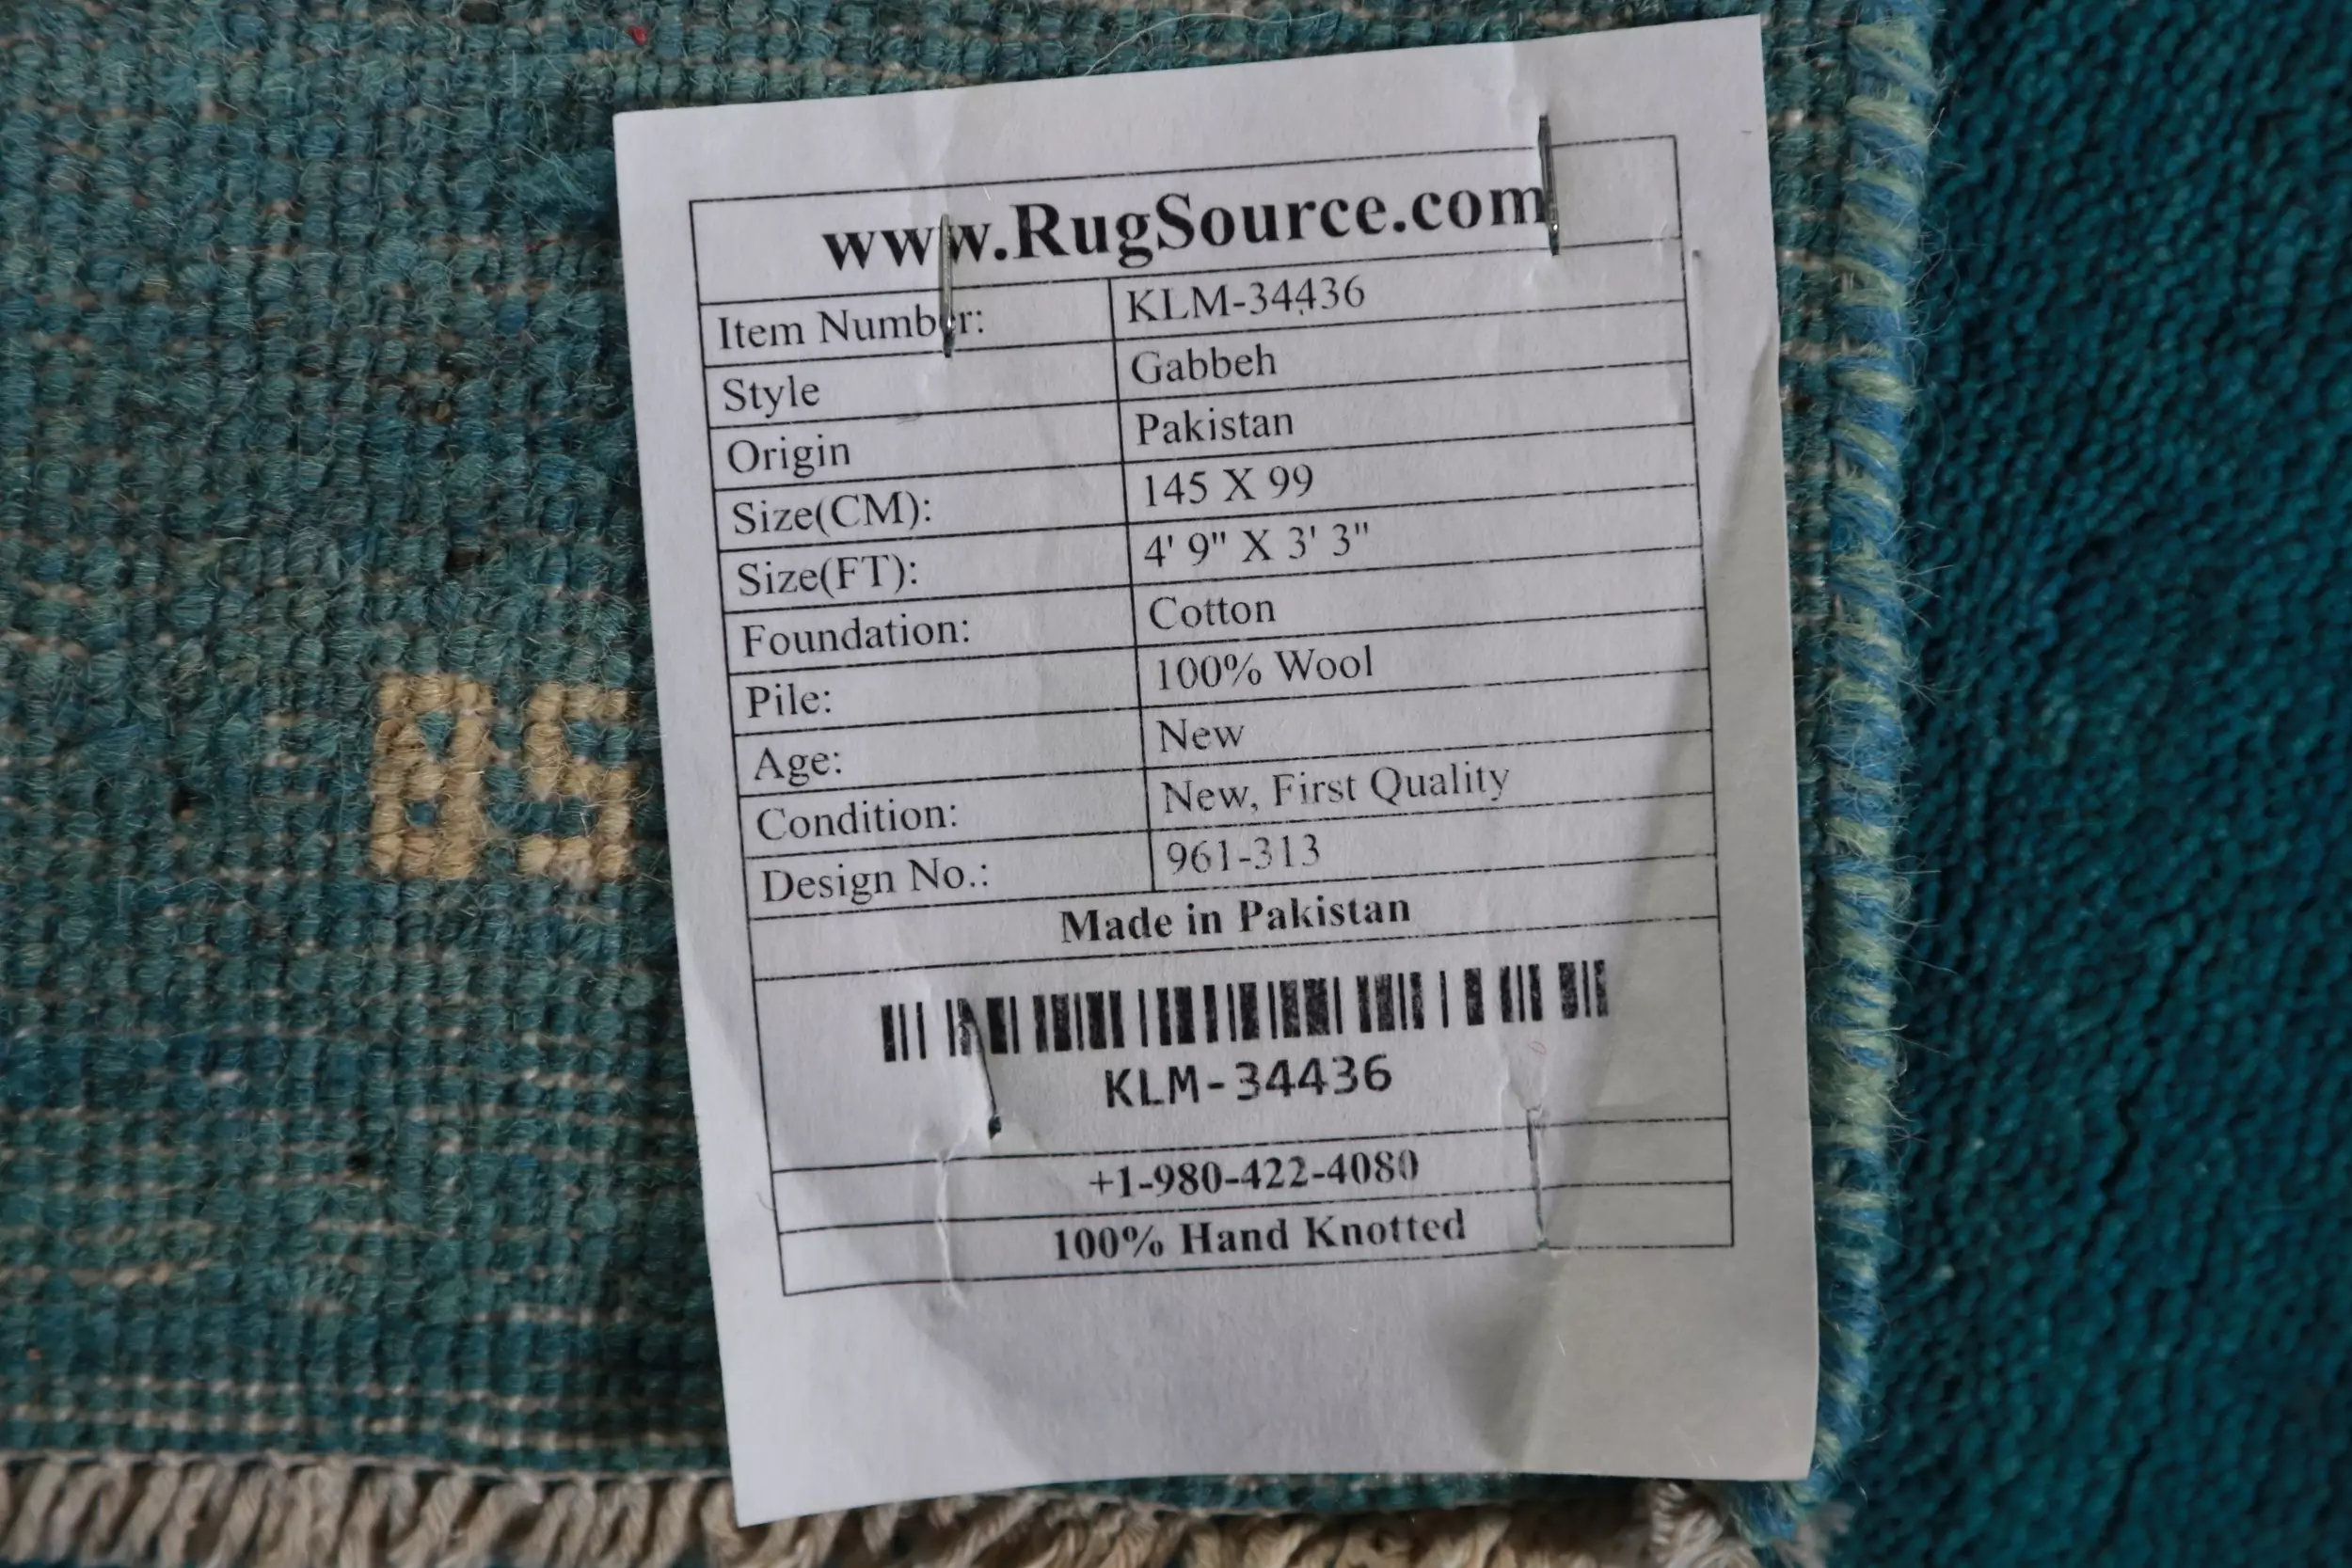 www.RugSource.com
Item Number: KLM-34436
Style Gabbeh
Origin Pakistan
Size(CM): 145 X 99
Size(FT): 4' 9" X 3' 3"
Foundation: Cotton
Pile: 100% Wool
Age: New
Condition: New, First Quality
Design No.: 961-313
Made in Pakistan
KLM-34436
+1-980-422-4080
100% Hand Knotted